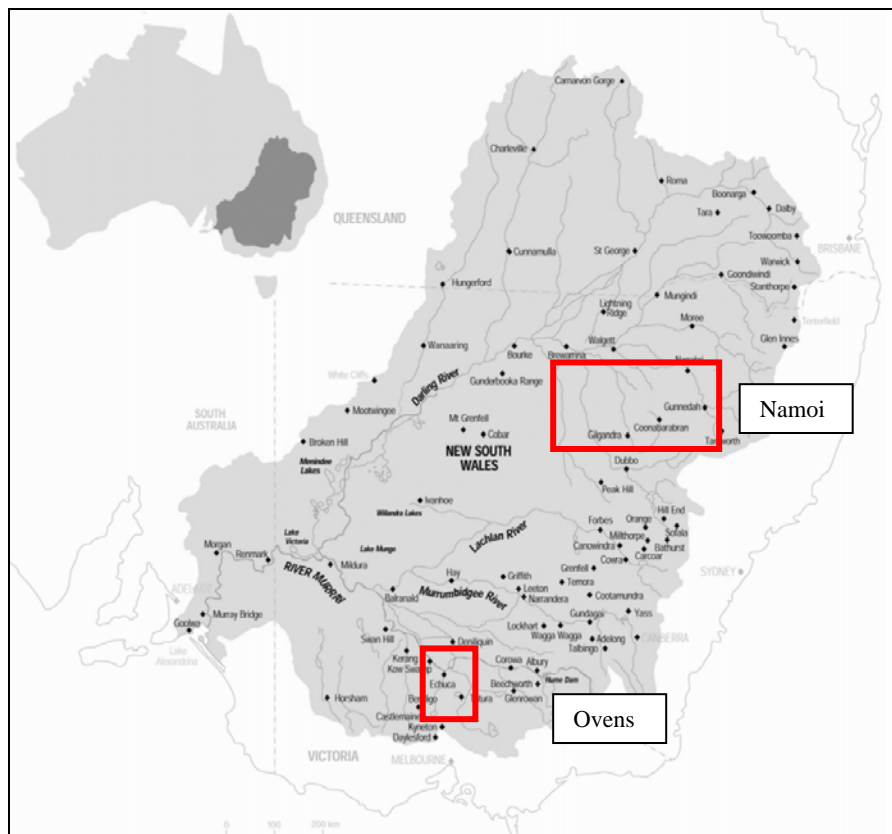 Carnarvon Gorge
Charleville
Roma
Boonarga
Tara
Dalby
QUEENSLAND
Toowoomba
BRISBANE
Cunnamulla
St George
Warwick
Goondiwindi
Hungerford
Stanthorpe
Mungindi
Lightning
Ridge
Moree
Tenterfield
Walgett
Glen Innes
Wanaaring
Bourke
Brewarrina
Narrabri
White Cliffs
Gunderbooka Range
Darling River
Namoi
SOUTH
AUSTRALIA
Mootwingee
Gunnedah
Mt Grenfell
Coonabarabran
Broken Hill
Cobar
Gilgandra
Tamworth
Menindee
Lakes
NEW SOUTH
WALES
Dubbo
Peak Hill
Ivanhoe
Willandra Lakes
Hill End
Forbes
Orange
Sofala
Lake
Victoria
Lachlan River
Millthorpe
Morgan
Lake Mungo
Canowindra
Bathurst
Carcoar
Renmark
Cowra
Mildura
Grenfell
SYDNEY
RIVER MURRAY
Hay
Griffith
Temora
ADELAIDE
Balranald
Leeton
Cootamundra
Murrumbidgee River
Narrandera
Murray Bridge
Gundagai
Yass
Goolwa
Lockhart
Wagga Wagga
Swan Hill
Adelong
CANBERRA
Lake
Alexandrina
Deniliquin
Talbingo
Kerang
Kow Swamp
Corowa
Albury
Echuca
Beechworth
Hume Dam
Horsham
Bendigo
Tatura
Glenrowan
Castlemaine
Ovens
Kyneton
Daylesford
VICTORIA
MELBOURNE
0 100 200 km